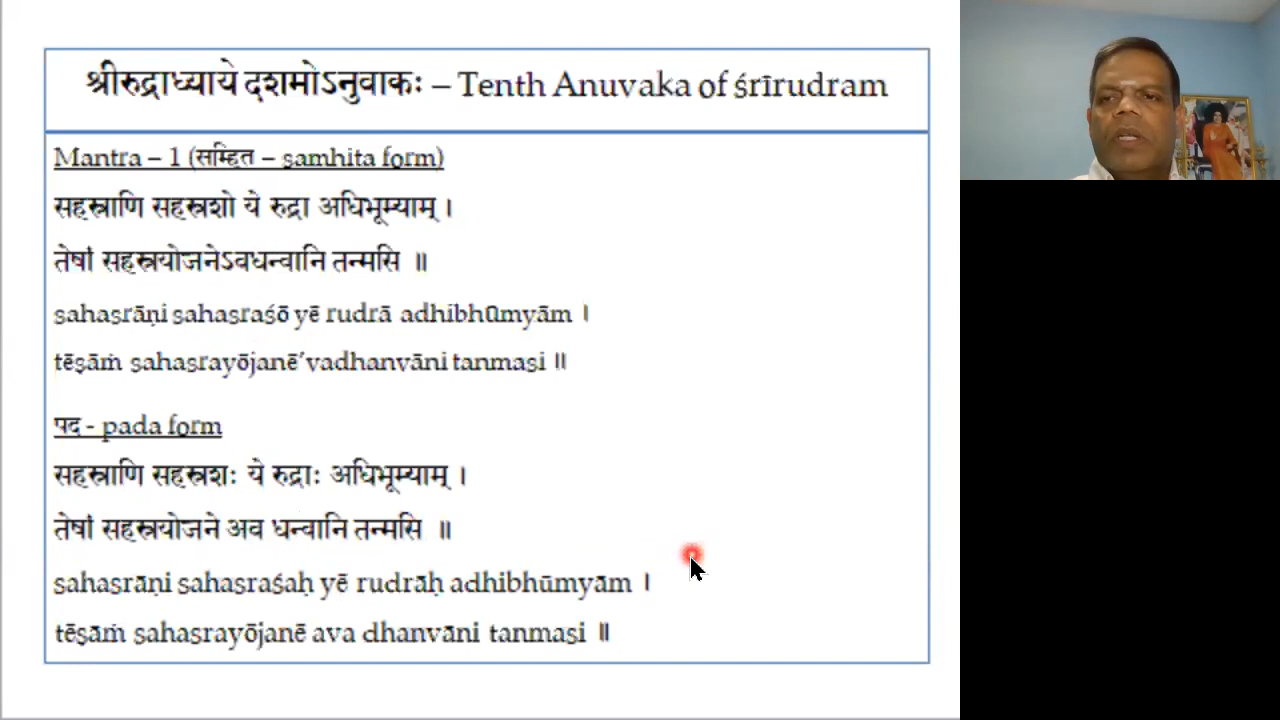 श्रीरुद्राध्याये दशमोऽनुवाकः – Tenth Anuvaka of śrīrudram
Mantra – 1 (सम्हित – samhita form)
सहस्राणि सहस्रशो ये रुद्रा अधिभूम्याम् ।
तेषां सहस्रयोजनेऽवधन्वानि तन्मसि ॥
sahasrāṇi sahasraśō yē rudrā adhibhūmyām ।
tēṣāṁ sahasrayōjanē’vadhanvāni tanmasi ॥
पद - pada form
सहस्राणि सहस्रशः ये रुद्राः अधिभूम्याम् ।
तेषां सहस्रयोजने अव धन्वानि तन्मसि ॥
sahasrāṇi sahasraśaḥ yē rudrāḥ adhibhūmyām ।
tēṣāṁ sahasrayōjanē ava dhanvāni tanmasi ॥